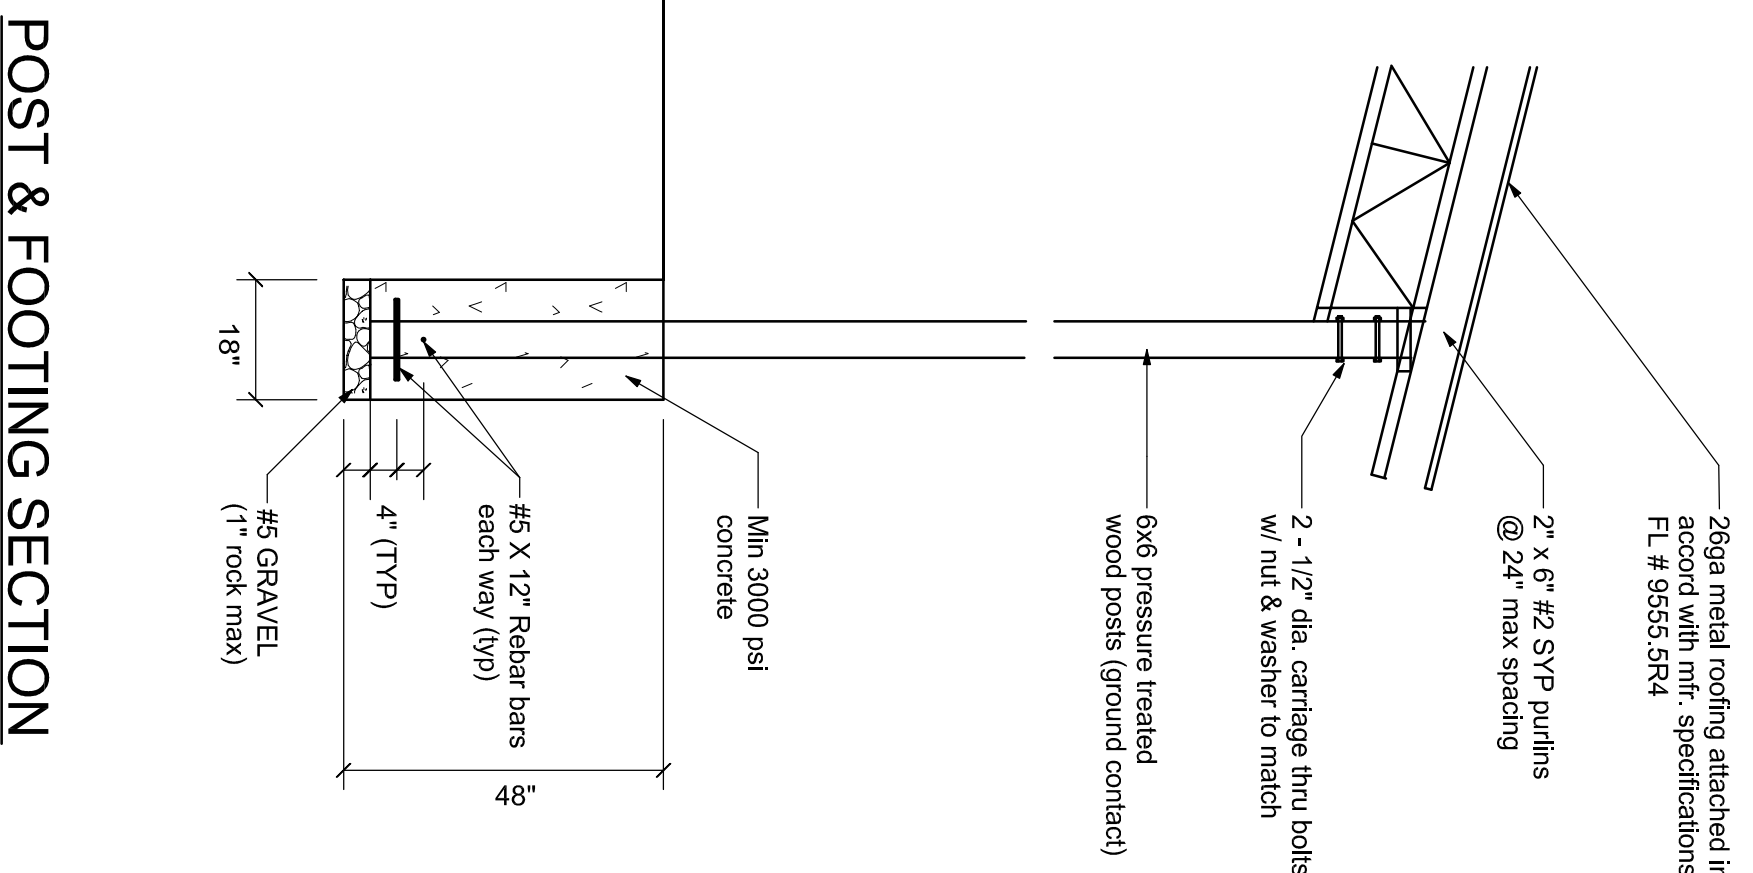 26ga metal roofing attached in
accord with mfr. specifications
FL # 9555.5R4
2" x 6" #2 SYP purlins
@ 24" max spacing
2 - 1/2" dia. carriage thru bolts
w/ nut & washer to match
6x6 pressure treated
wood posts (ground contact)
Min 3000 psi
concrete
#5 X 12" Rebar bars
each way (typ)
48"
4" (TYP)
#5 GRAVEL
(1" rock max)
18"
POST & FOOTING SECTION